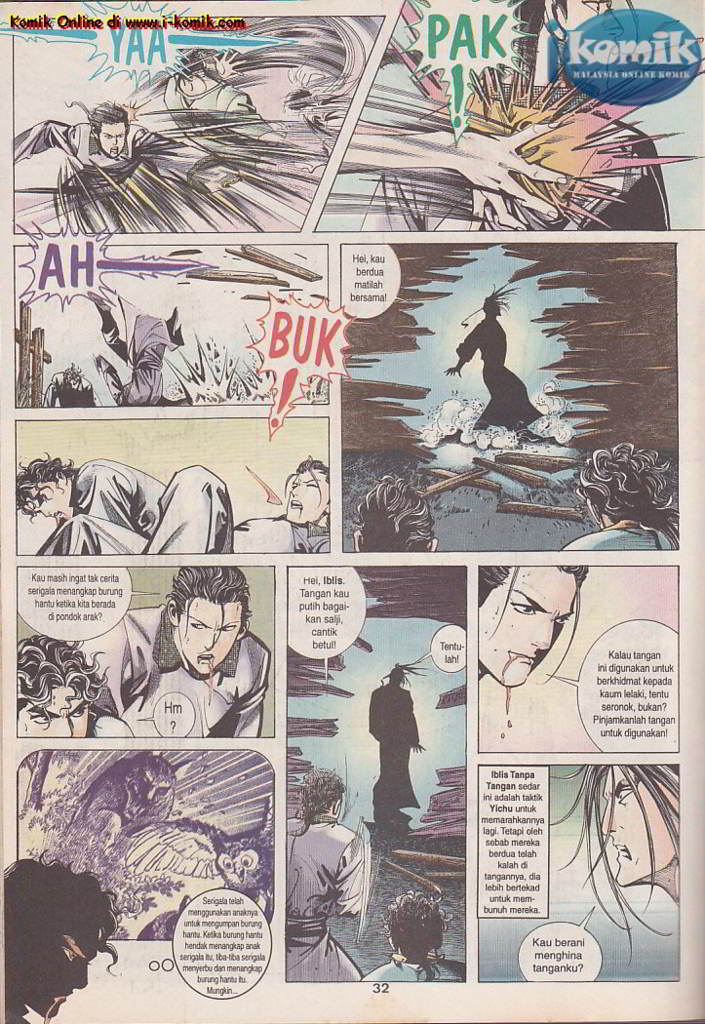 Komik Online di www.i-komik.com
ikomik
MALAYSIA ONLINE KOMIK
YAA
PAK
!
AH
BUK
!
Hei, kau
berdua
matilah
bersama!
Kau masih ingat tak cerita
serigala menangkap burung
hantu ketika kita berada
di pondok arak?
Hm
?
Hei, Iblis.
Tangan kau
putih bagai-
kan salji,
cantik
betul!
Tentu-
lah!
Kalau tangan
ini digunakan untuk
berkhidmat kepada
kaum lelaki, tentu
seronok, bukan?
Pinjamkanlah tangan
untuk digunakan!
Serigala telah
menggunakan anaknya
untuk mengumpan burung
hantu. Ketika burung hantu
hendak menangkap anak
serigala itu, tiba-tiba serigala
menyerbu dan menangkap
burung hantu itu.
Mungkin...
Iblis Tanpa
Tangan sedar
ini adalah taktik
Yichu untuk
memarahkannya
lagi. Tetapi oleh
sebab mereka
berdua telah
kalah di
tangannya, dia
lebih bertekad
untuk mem-
bunuh mereka.
Kau berani
menghina
tanganku?
32